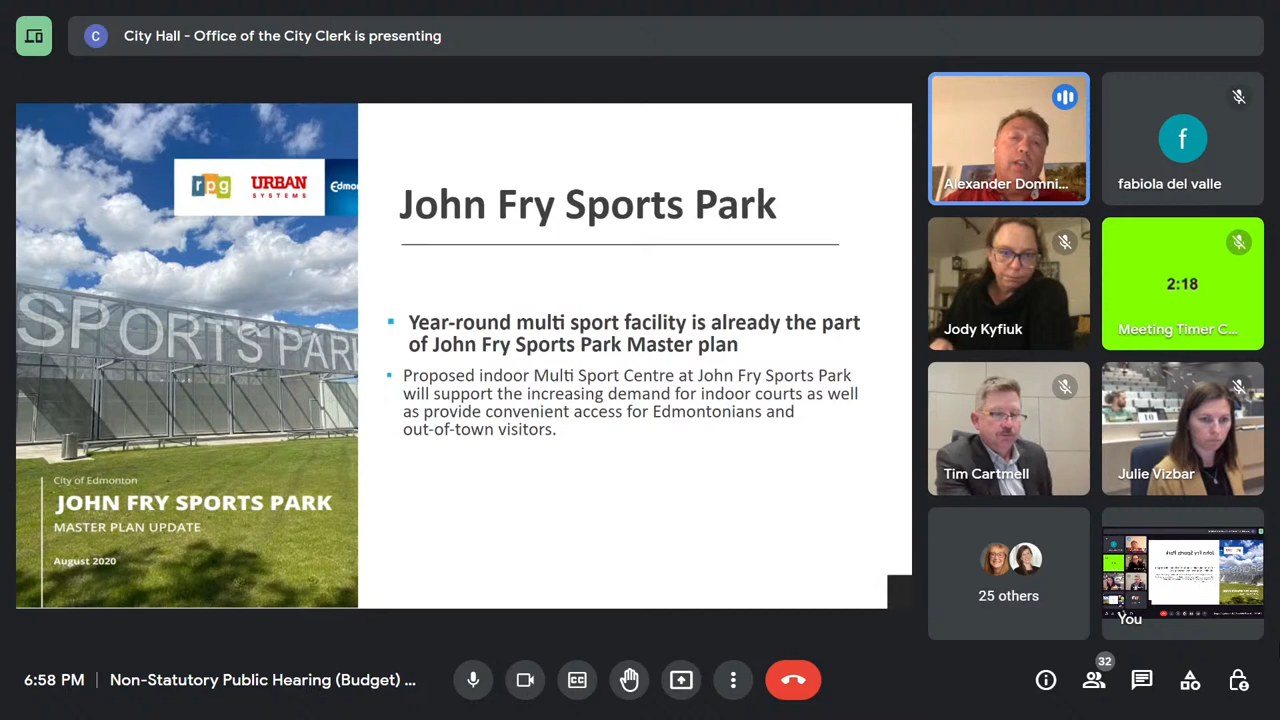 C
City Hall - Office of the City Clerk is presenting
rpg
URBAN
SYSTEMS
SPORTS PARK
City of Edmonton
JOHN FRY SPORTS PARK
MASTER PLAN UPDATE
August 2020
John Fry Sports Park
Year-round multi sport facility is already the part
of John Fry Sports Park Master plan
Proposed indoor Multi Sport Centre at John Fry Sports Park
will support the increasing demand for indoor courts as well
as provide convenient access for Edmontonians and
out-of-town visitors.
Alexander Domni...
f
fabiola del valle
Jody Kyfiuk
2:18
Meeting Timer C...
Tim Cartmell
Julie Vizbar
25 others
You
6:58 PM
Non-Statutory Public Hearing (Budget) ...
32